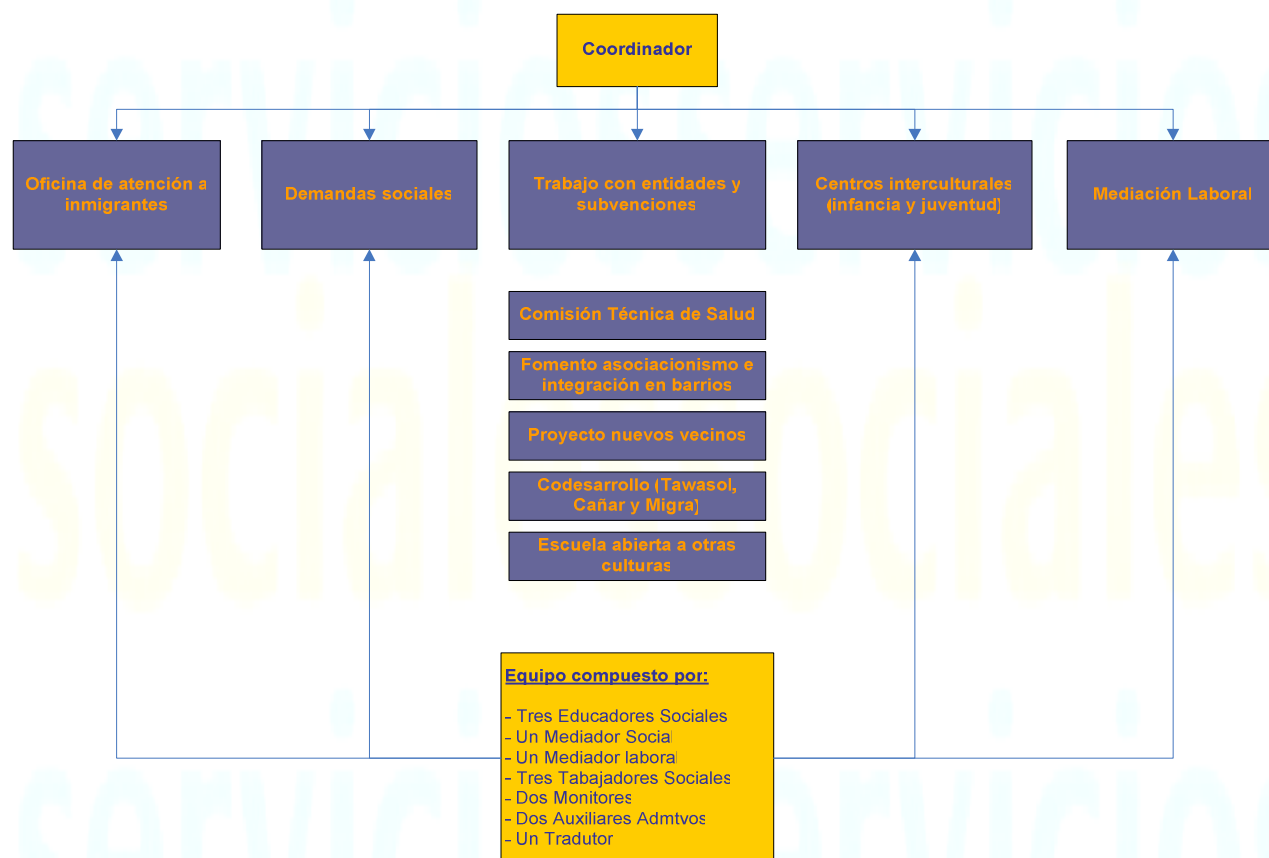 Coordinador
Oficina de atención a
inmigrantes
Demandas sociales
Trabajo con entidades y
subvenciones
Centros interculturales
(infancia y juventud)
Mediación Laboral
Comisión Técnica de Salud
Fomento asociacionismo e
integración en barrios
Proyecto nuevos vecinos
Codesarrollo (Tawasol,
Cañar y Migra)
Escuela abierta a otras
culturas
Equipo compuesto por:
- Tres Educadores Sociales
- Un Mediador Social
- Un Mediador laboral
- Tres Tabajadores Sociales
- Dos Monitores
- Dos Auxiliares Admtvos
- Un Tradutor
serviciosservicios
socialessociales
serviciosservicios